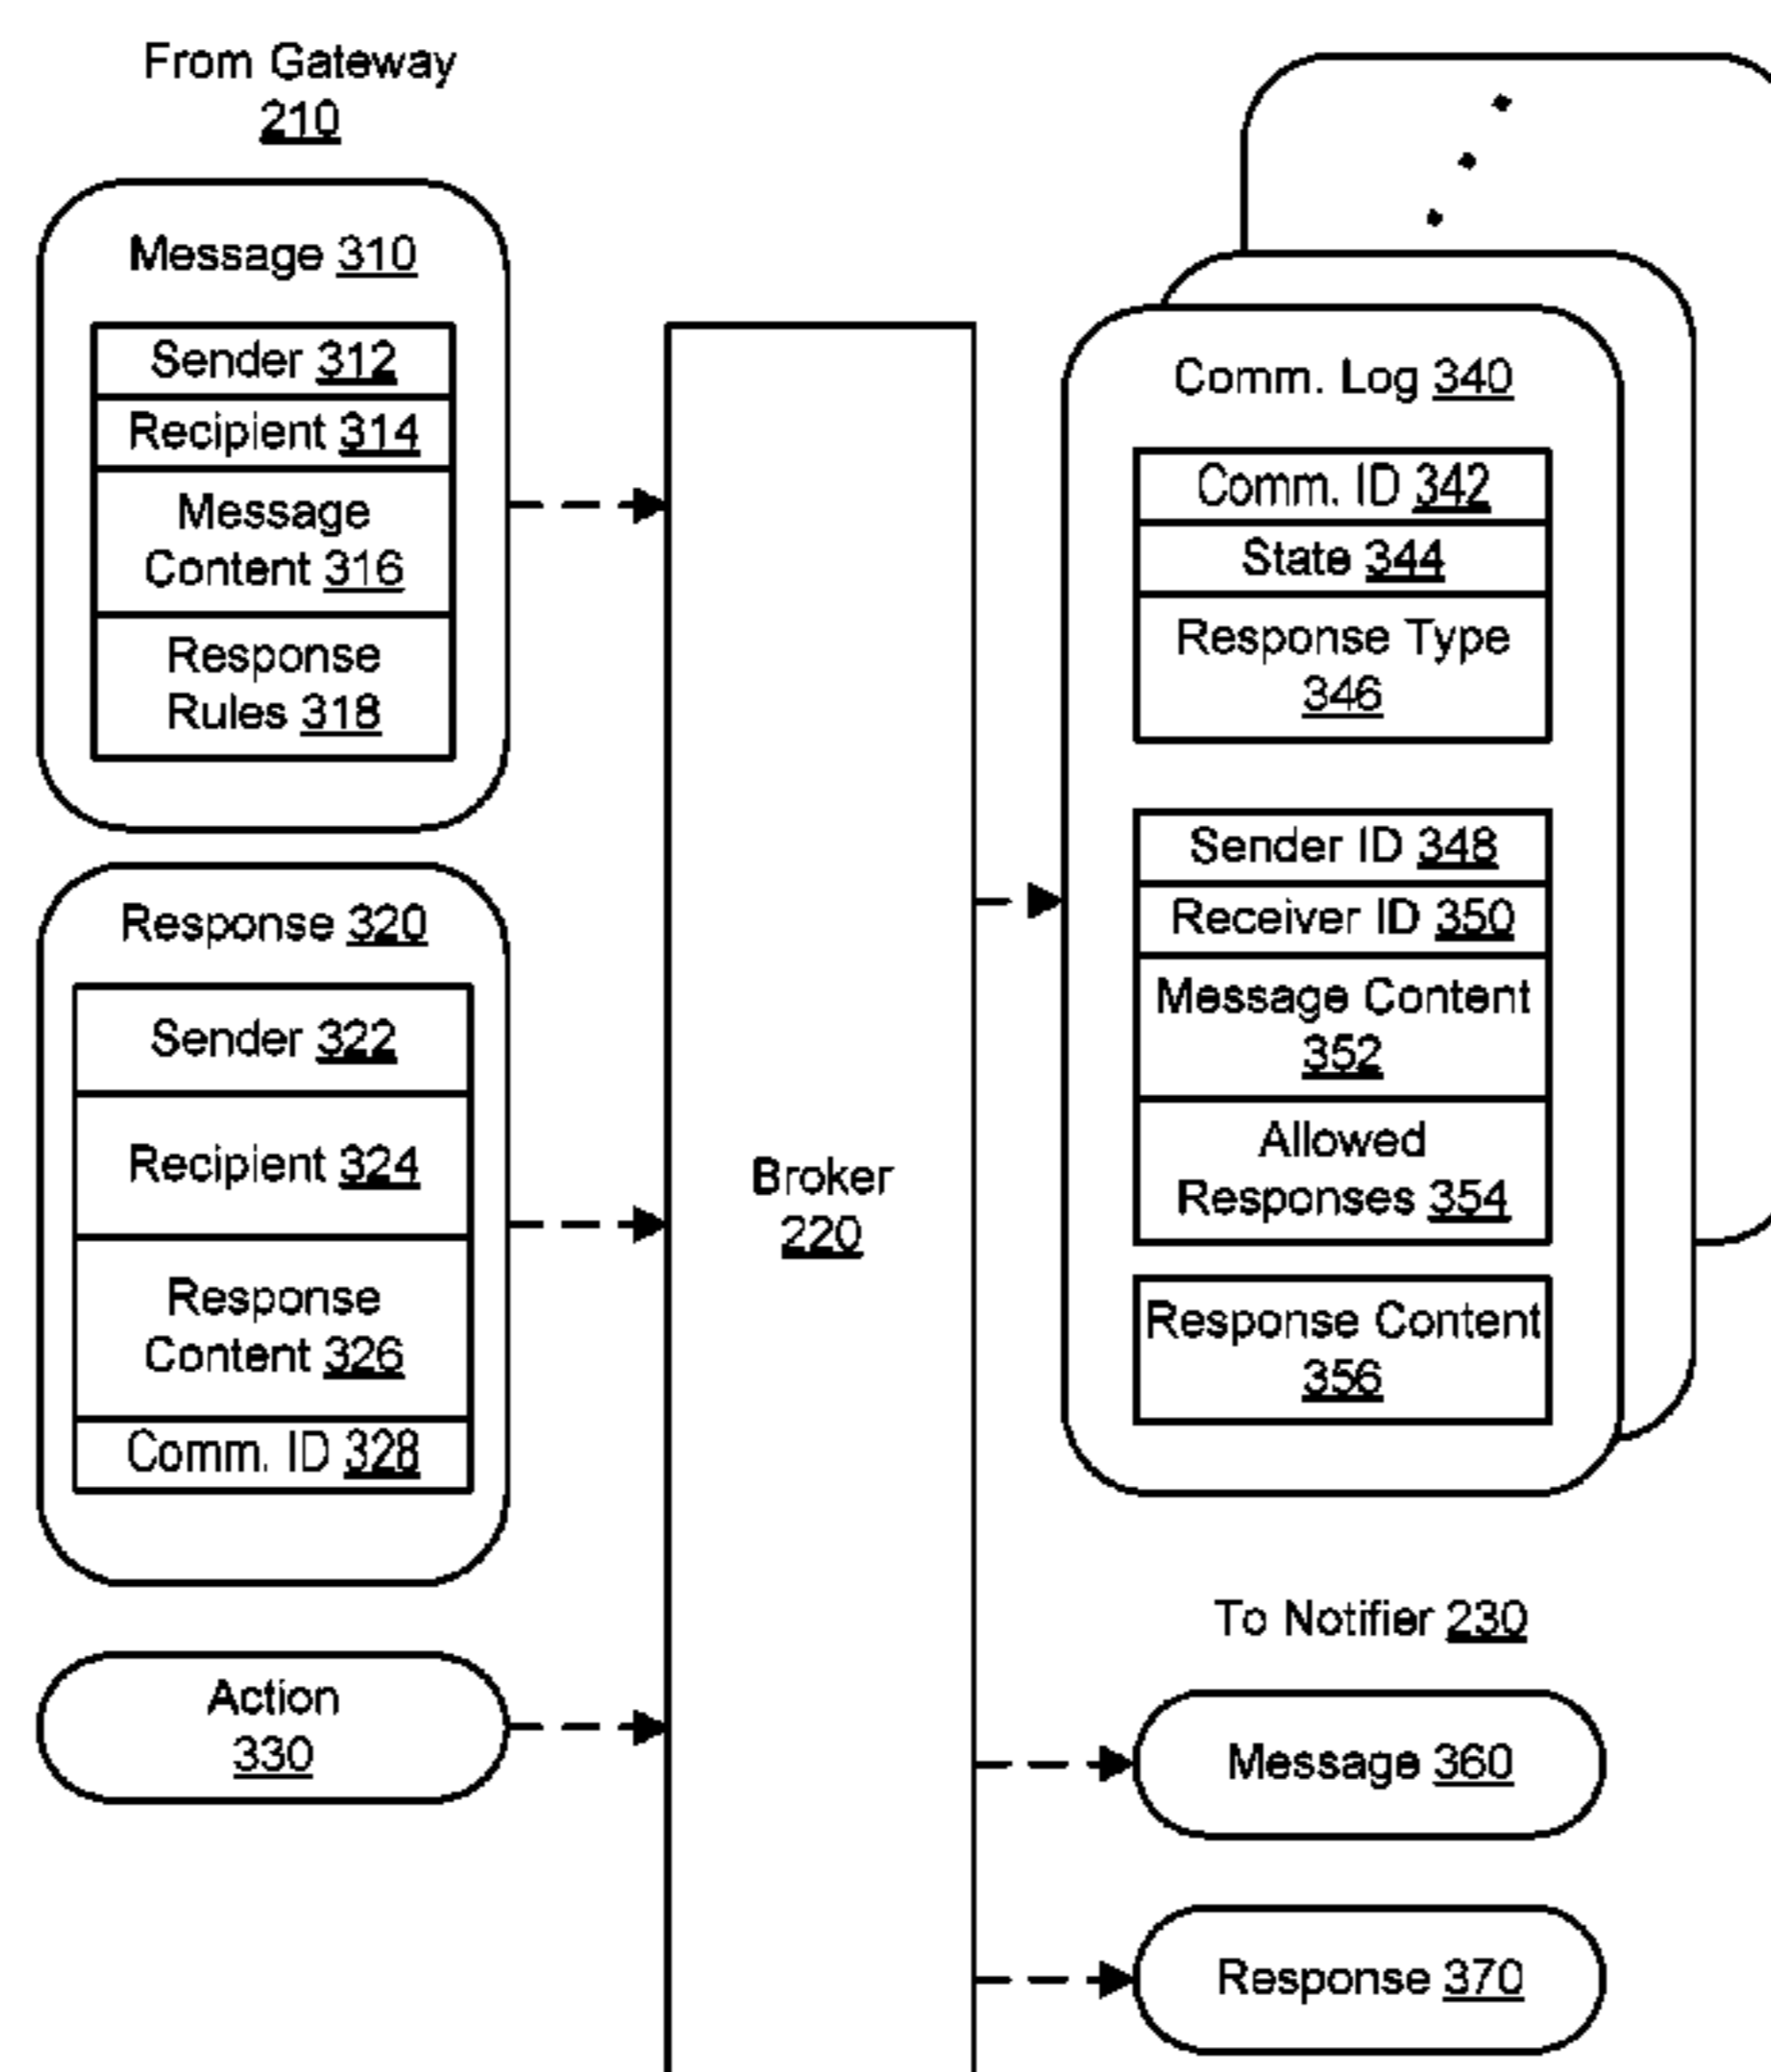 From Gateway
210
Message 310
Sender 312
Recipient 314
Message
Content 316
Response
Rules 318
Response 320
Sender 322
Recipient 324
Response
Content 326
Comm. ID 328
Action
330
Broker
220
Comm. Log 340
Comm. ID 342
State 344
Response Type
346
Sender ID 348
Receiver ID 350
Message Content
352
Allowed
Responses 354
Response Content
356
To Notifier 230
Message 360
Response 370